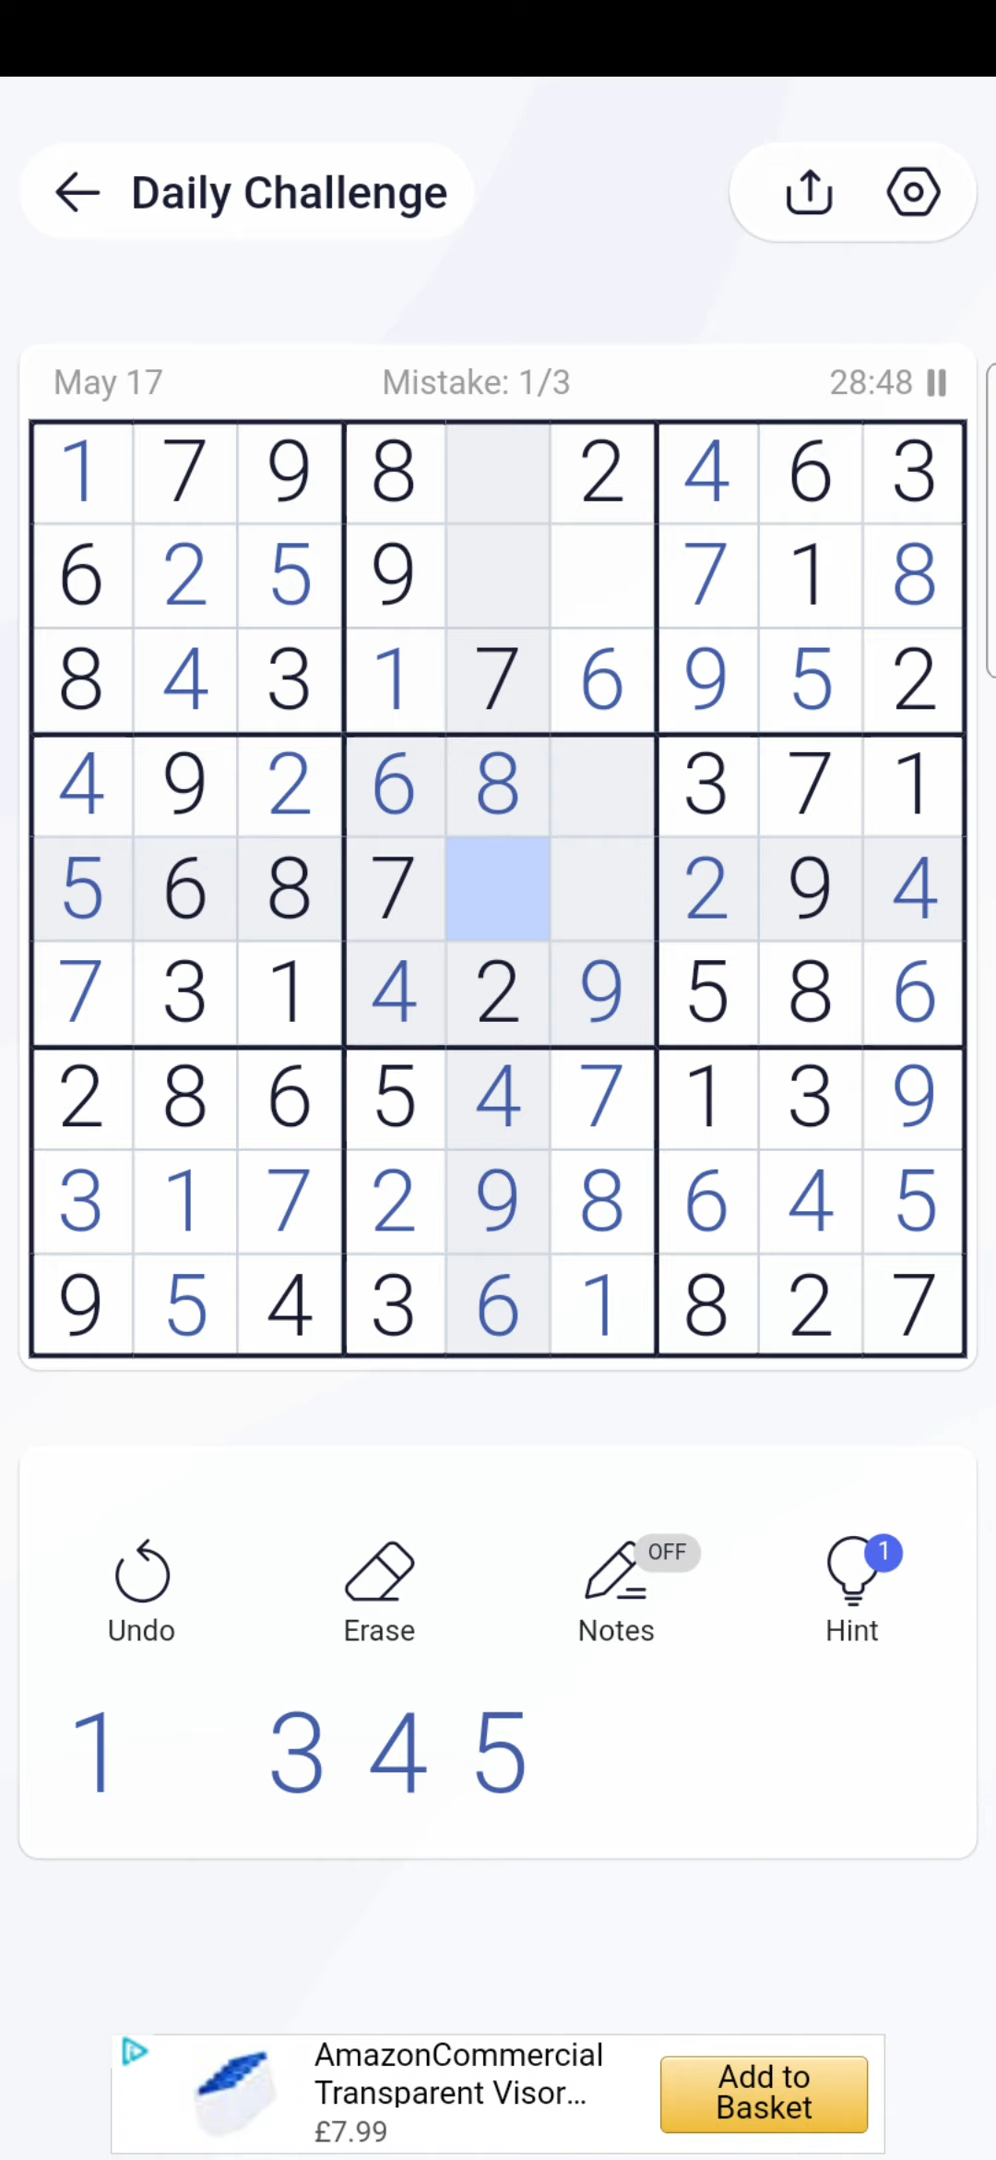 Daily Challenge
May 17 Mistake: 1/3 28:48
1 7 9 8 2 4 6 3
6 2 5 9 7 1 8
8 4 3 1 7 6 9 5 2
4 9 2 6 8 3 7 1
5 6 8 7 2 9 4
7 3 1 4 2 9 5 8 6
2 8 6 5 4 7 1 3 9
3 1 7 2 9 8 6 4 5
9 5 4 3 6 1 8 2 7
OFF 1
Undo Erase Notes Hint
1 3 4 5
AmazonCommercial
Transparent Visor...
£7.99
Add to
Basket